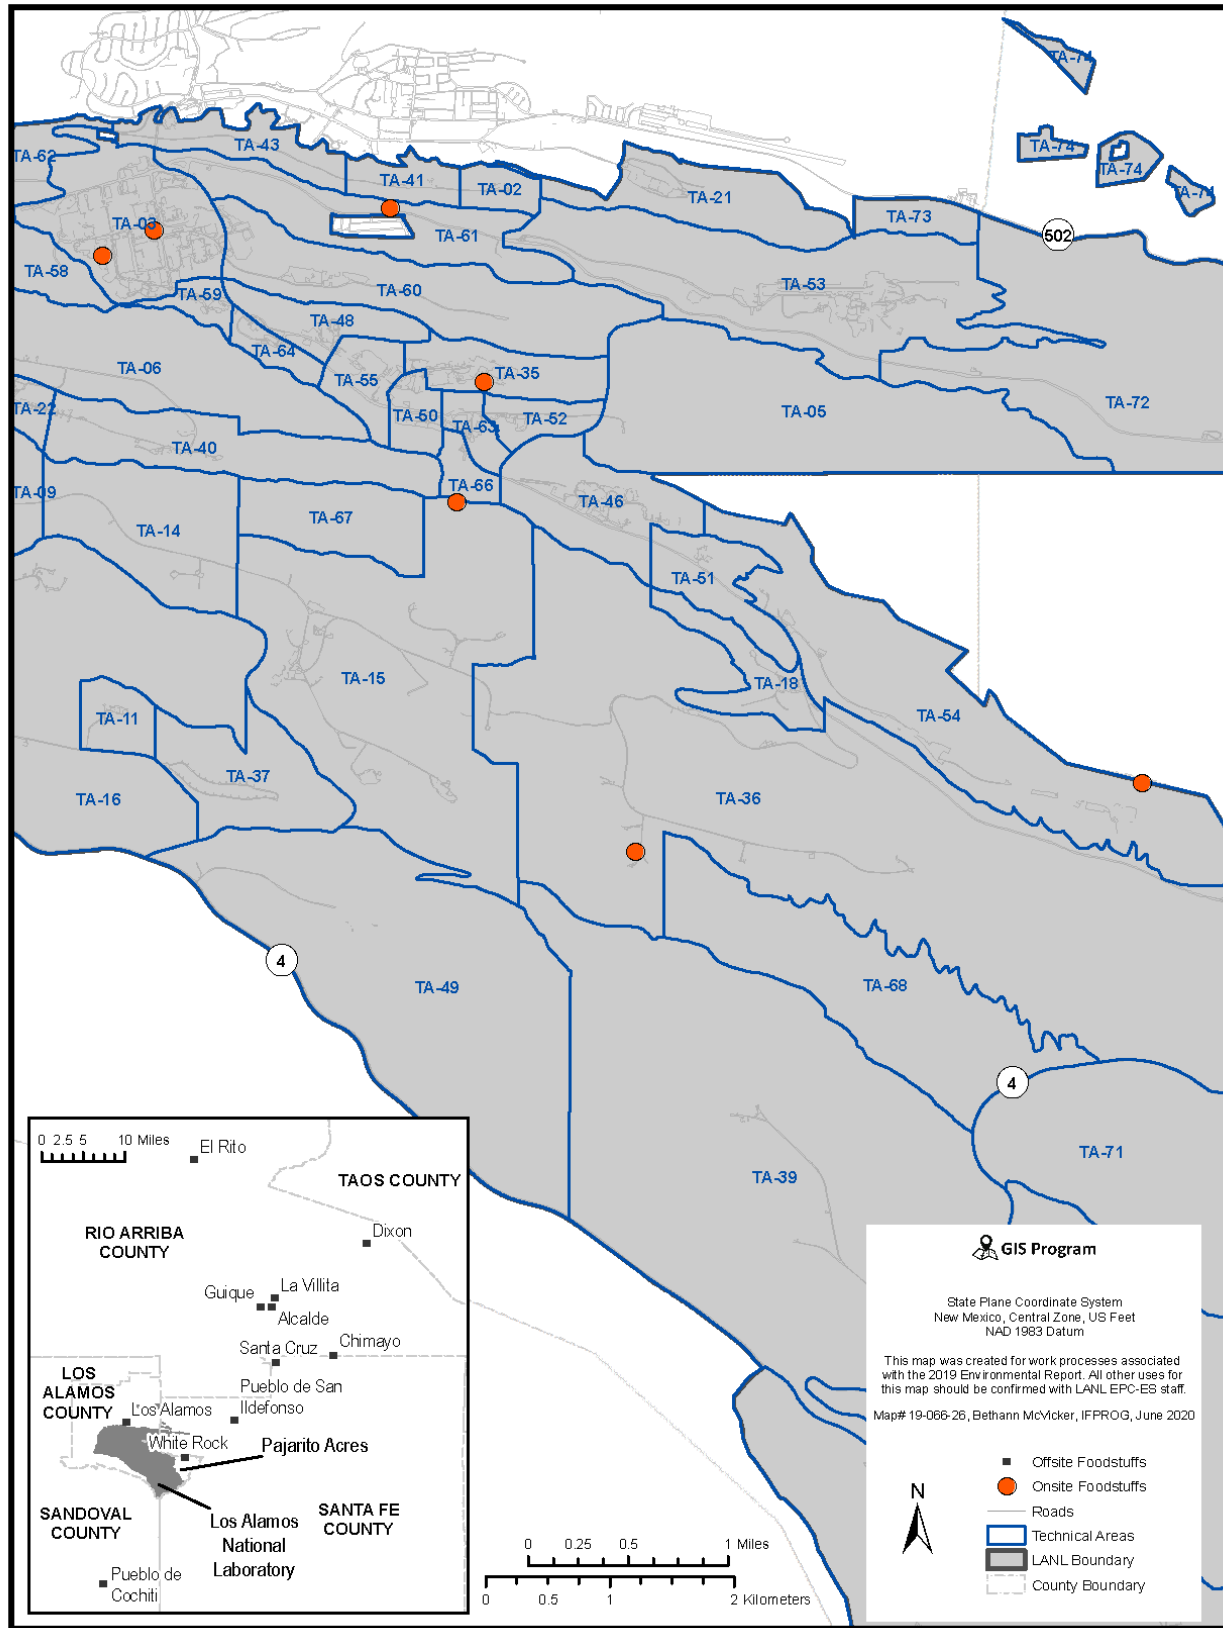 TA-74
TA-62
TA-43
TA-41
TA-02
TA-74
TA-74
TA-74
TA-21
TA-03
TA-61
TA-73
502
TA-58
TA-59
TA-60
TA-53
TA-48
TA-64
TA-06
TA-55
TA-35
TA-22
TA-50
TA-63
TA-52
TA-05
TA-72
TA-40
TA-09
TA-66
TA-46
TA-14
TA-67
TA-51
TA-15
TA-18
TA-11
TA-54
TA-37
TA-16
TA-36
4
TA-49
TA-68
4
TA-71
TA-39
0 2.5 5 10 Miles
El Rito
TAOS COUNTY
RIO ARRIBA
COUNTY
Dixon
La Villita
Guique
Alcalde
Santa Cruz
Chimayo
LOS
ALAMOS
COUNTY
Pueblo de San
Ildefonso
Los Alamos
White Rock
Pajarito Acres
SANDOVAL
COUNTY
SANTA FE
COUNTY
Los Alamos
National
Laboratory
Pueblo de
Cochiti
0 0.25 0.5 1 Miles
0 0.5 1 2 Kilometers
GIS Program
State Plane Coordinate System
New Mexico, Central Zone, US Feet
NAD 1983 Datum
This map was created for work processes associated
with the 2019 Environmental Report. All other uses for
this map should be confirmed with LANL EPC-ES staff.
Map# 19-066-26, Bethann McVicker, IFPROG, June 2020
N
Offsite Foodstuffs
Onsite Foodstuffs
Roads
Technical Areas
LANL Boundary
County Boundary